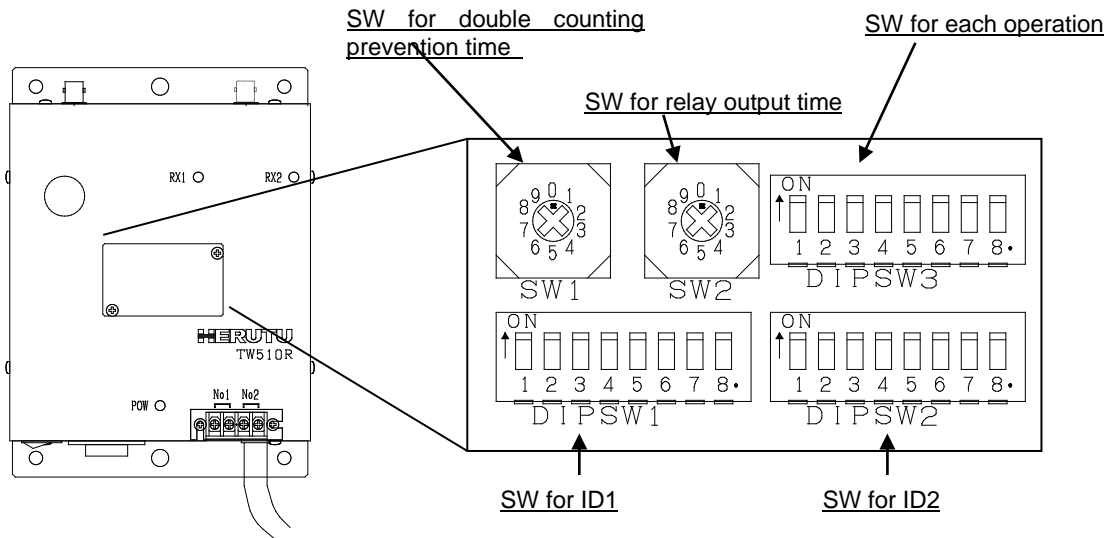 SW for double counting
prevention time
SW for each operation
SW for relay output time
RX1
RX2
HERUTU
TW510R
POW
No1 No2
0 1 2 3 4 5 6 7 8 9
SW1
0 1 2 3 4 5 6 7 8 9
SW2
ON
1 2 3 4 5 6 7 8
DIPSW3
ON
1 2 3 4 5 6 7 8
DIPSW1
ON
1 2 3 4 5 6 7 8
DIPSW2
SW for ID1
SW for ID2